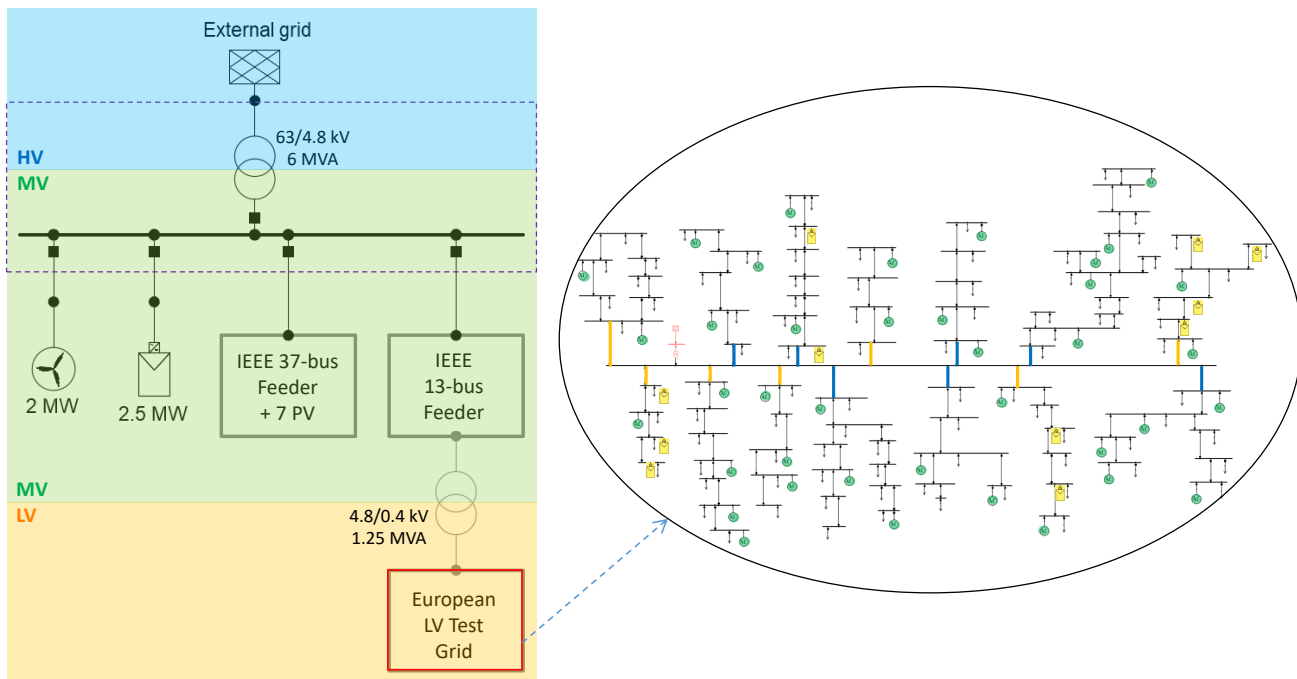 External grid
63/4.8 kV
6 MVA
HV
MV
2 MW
2.5 MW
IEEE 37-bus
Feeder
+ 7 PV
IEEE
13-bus
Feeder
MV
LV
4.8/0.4 kV
1.25 MVA
European
LV Test
Grid